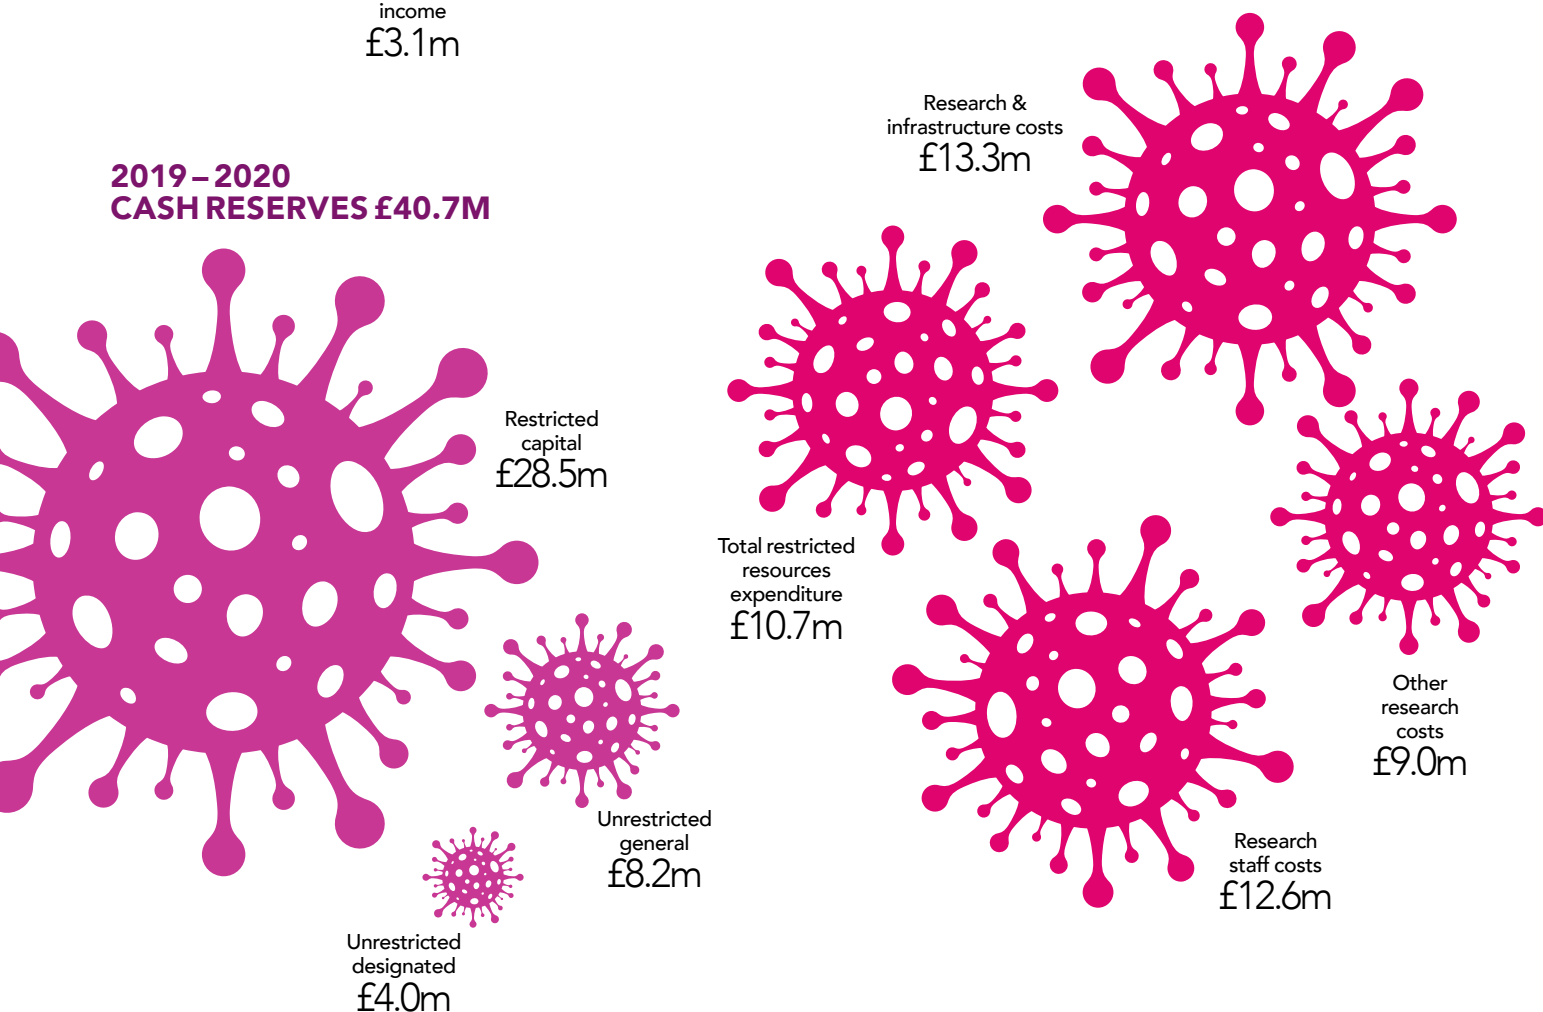 income
£3.1m
2019 – 2020
CASH RESERVES £40.7M
Restricted
capital
£28.5m
Unrestricted
general
£8.2m
Unrestricted
designated
£4.0m
Research &
infrastructure costs
£13.3m
Total restricted
resources
expenditure
£10.7m
Other
research
costs
£9.0m
Research
staff costs
£12.6m